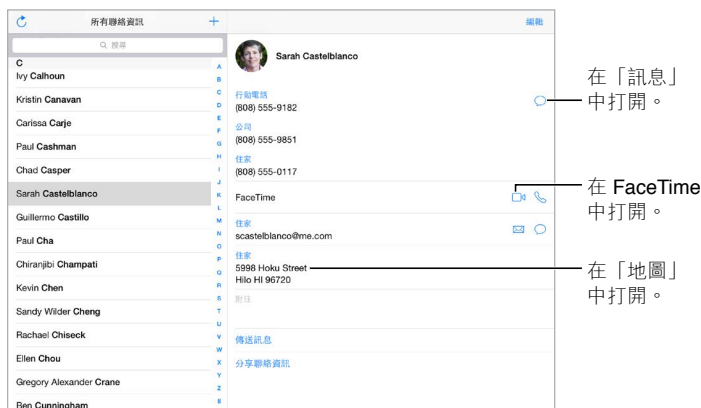 所有聯絡資訊
+
編輯
搜尋
C
Ivy Calhoun
Kristin Canavan
Carissa Carje
Paul Cashman
Chad Casper
Sarah Castelblanco
Guillermo Castillo
Paul Cha
Chiranjibi Champati
Kevin Chen
Sandy Wilder Cheng
Rachael Chiseck
Ellen Chou
Gregory Alexander Crane
Ben Cunningham
A
B
C
D
E
F
G
H
I
J
K
L
M
N
O
P
Q
R
S
T
U
V
W
X
Y
Z
#
Sarah Castelblanco
行動電話
(808) 555-9182
公司
(808) 555-9851
住家
(808) 555-0117
FaceTime
住家
scastelblanco@me.com
住家
5998 Hoku Street
Hilo HI 96720
附註
傳送訊息
分享聯絡資訊
在「訊息」
中打開。
在 FaceTime
中打開。
在「地圖」
中打開。